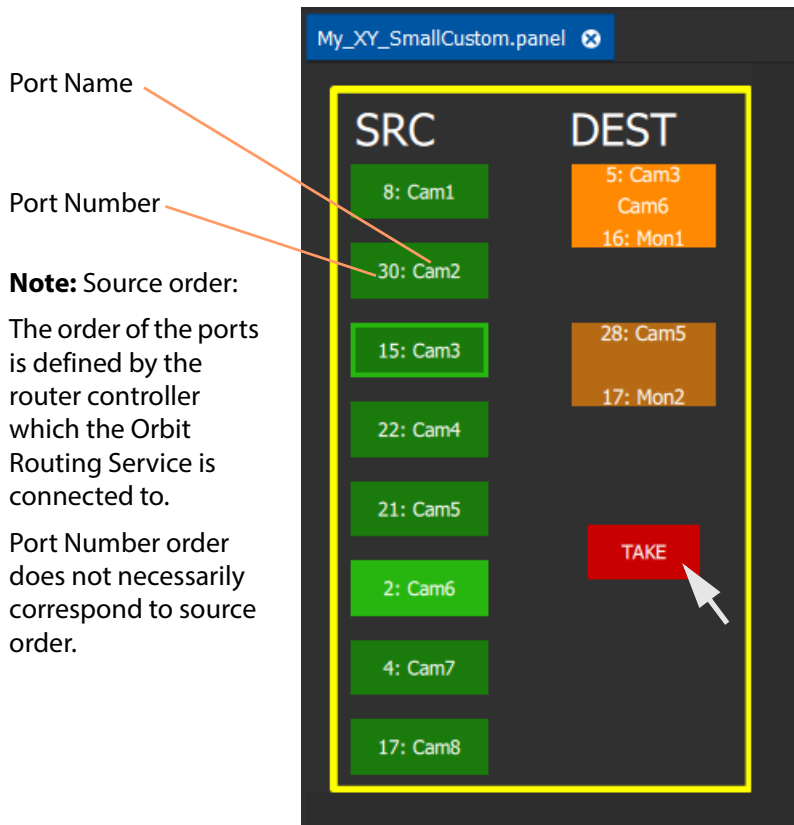 My_XY_SmallCustom.panel
Port Name
Port Number
Note: Source order:
The order of the ports
is defined by the
router controller
which the Orbit
Routing Service is
connected to.
Port Number order
does not necessarily
correspond to source
order.
SRC
8: Cam1
30: Cam2
15: Cam3
22: Cam4
21: Cam5
2: Cam6
4: Cam7
17: Cam8
DEST
5: Cam3
Cam6
16: Mon1
28: Cam5
17: Mon2
TAKE